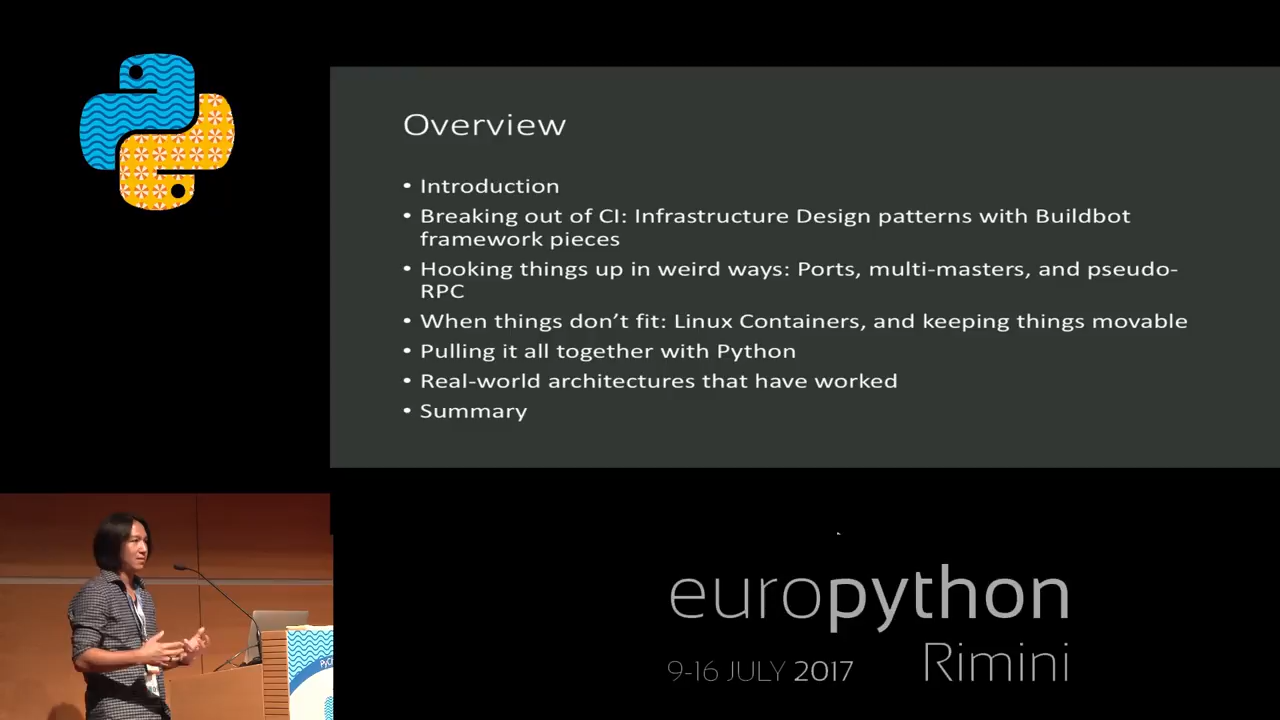 Overview
• Introduction
• Breaking out of CI: Infrastructure Design patterns with Buildbot
framework pieces
• Hooking things up in weird ways: Ports, multi-masters, and pseudo-
RPC
• When things don’t fit: Linux Containers, and keeping things movable
• Pulling it all together with Python
• Real-world architectures that have worked
• Summary
europython
9-16 JULY 2017 Rimini